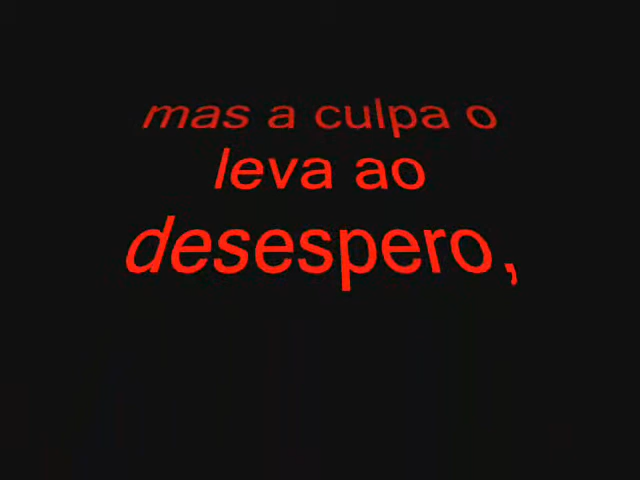 mas a culpa o
leva ao
desespero,